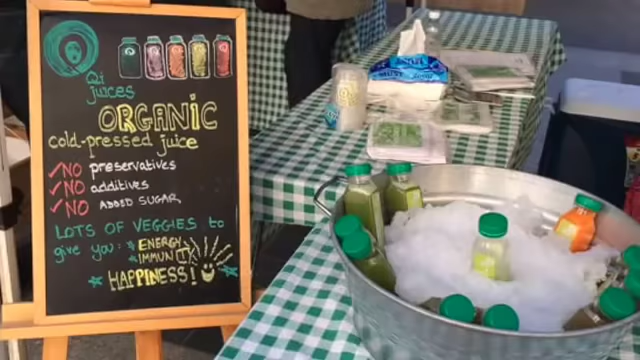 Qi
juices
ORGANIC
cold-pressed juice
✓NO preservatives
✓NO additives
✓NO ADDED SUGAR
LOTS OF VEGGIES to
give you: ENERGY
IMMUNITY
HAPPINESS!